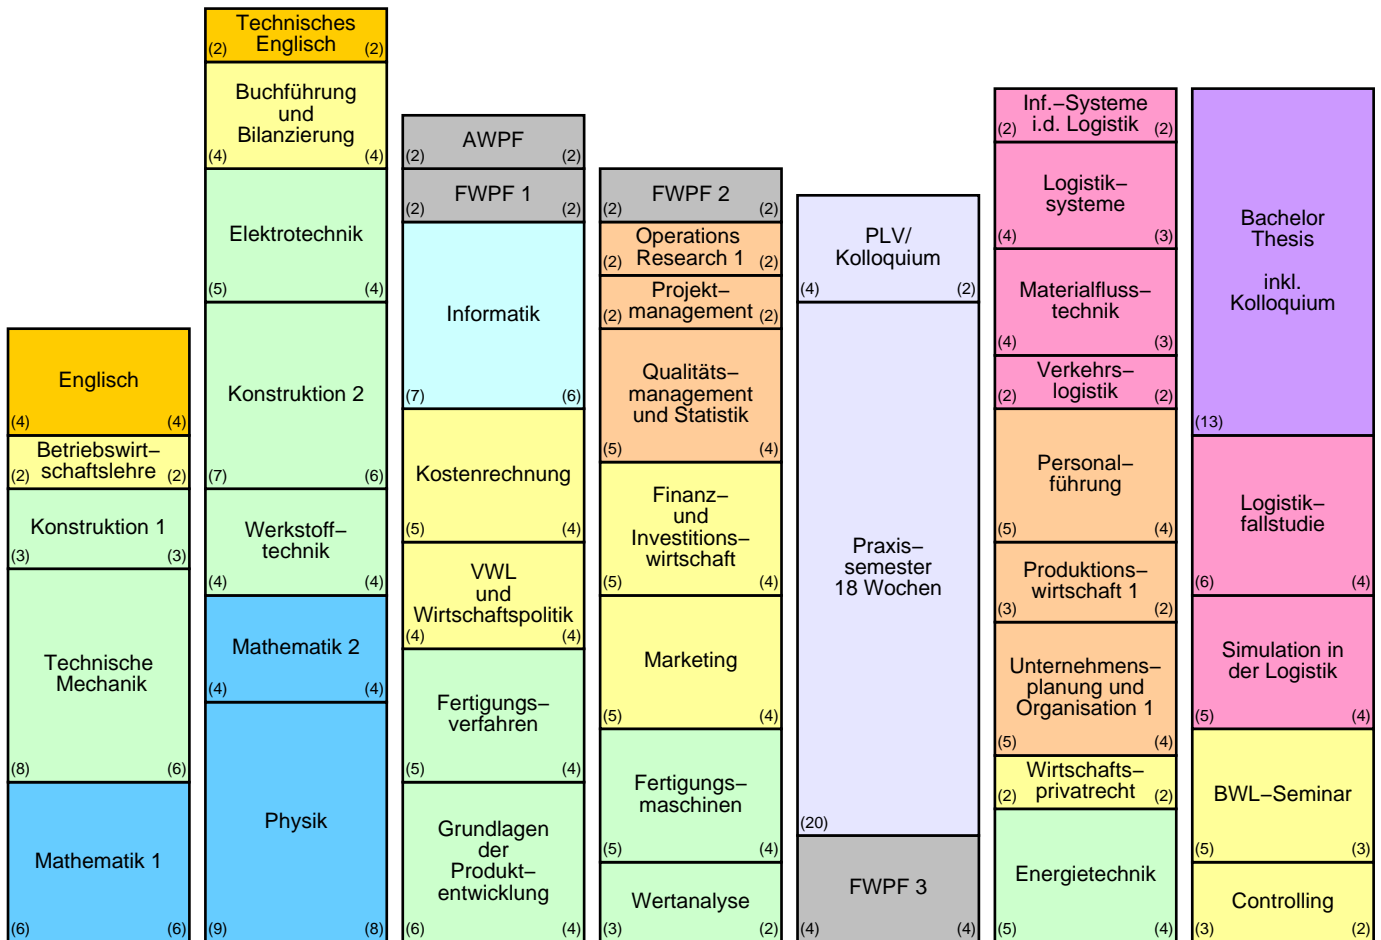 Englisch
(4) (4)
Betriebswirt–
(2) schaftslehre (2)
Konstruktion 1
(3) (3)
Technische
Mechanik
(8) (6)
Mathematik 1
(6) (6)
Technisches
(2) Englisch (2)
Buchführung
und
Bilanzierung
(4) (4)
Elektrotechnik
(5) (4)
Konstruktion 2
(7) (6)
Werkstoff–
technik
(4) (4)
Mathematik 2
(4) (4)
Physik
(9) (8)
AWPF
(2) (2)
FWPF 1
(2) (2)
Informatik
(7) (6)
Kostenrechnung
(5) (4)
VWL
und
Wirtschaftspolitik
(4) (4)
Fertigungs–
verfahren
(5) (4)
Grundlagen
der
Produkt–
entwicklung
(6) (4)
FWPF 2
(2) (2)
Operations
(2) Research 1 (2)
Projekt–
(2) management (2)
Qualitäts–
management
und Statistik
(5) (4)
Finanz–
und
Investitions–
wirtschaft
(5) (4)
Marketing
(5) (4)
Fertigungs–
maschinen
(5) (4)
Wertanalyse
(3) (2)
PLV/
Kolloquium
(4) (2)
Praxis–
semester
18 Wochen
(20)
FWPF 3
(4) (4)
Inf.–Systeme
(2) i.d. Logistik (2)
Logistik–
systeme
(4) (3)
Materialfluss–
technik
(4) (3)
Verkehrs–
(2) logistik (2)
Personal–
führung
(5) (4)
Produktions–
wirtschaft 1
(3) (2)
Unternehmens–
planung und
Organisation 1
(5) (4)
Wirtschafts–
(2) privatrecht (2)
Energietechnik
(5) (4)
Bachelor
Thesis
inkl.
Kolloquium
(13)
Logistik–
fallstudie
(6) (4)
Simulation in
der Logistik
(5) (4)
BWL–Seminar
(5) (3)
Controlling
(3) (2)